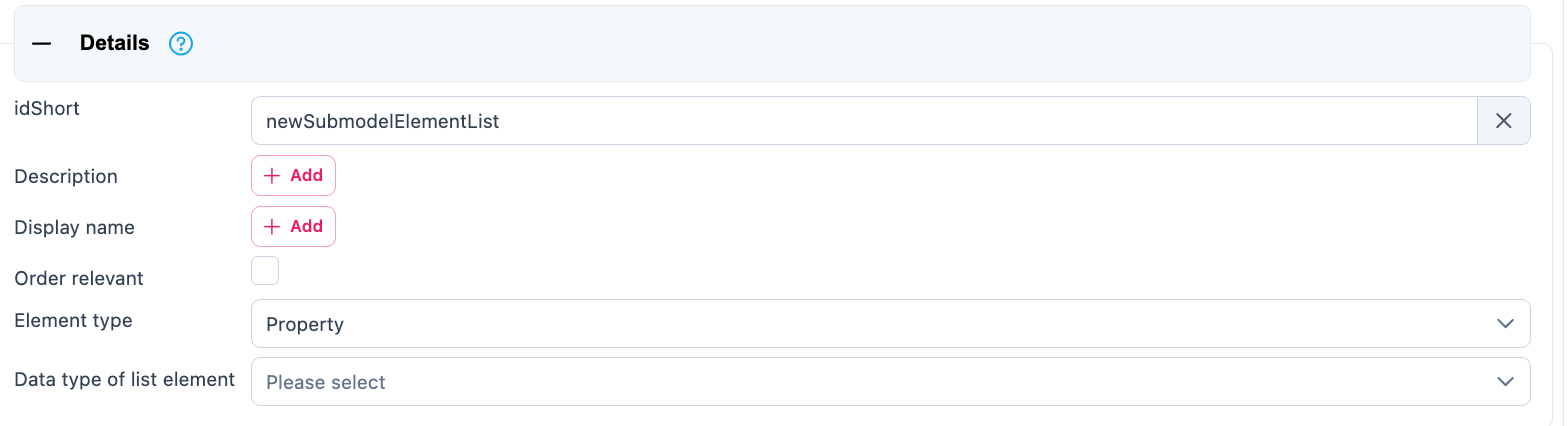 Details ?
idShort newSubmodelElementList
Description + Add
Display name + Add
Order relevant
Element type Property
Data type of list element Please select